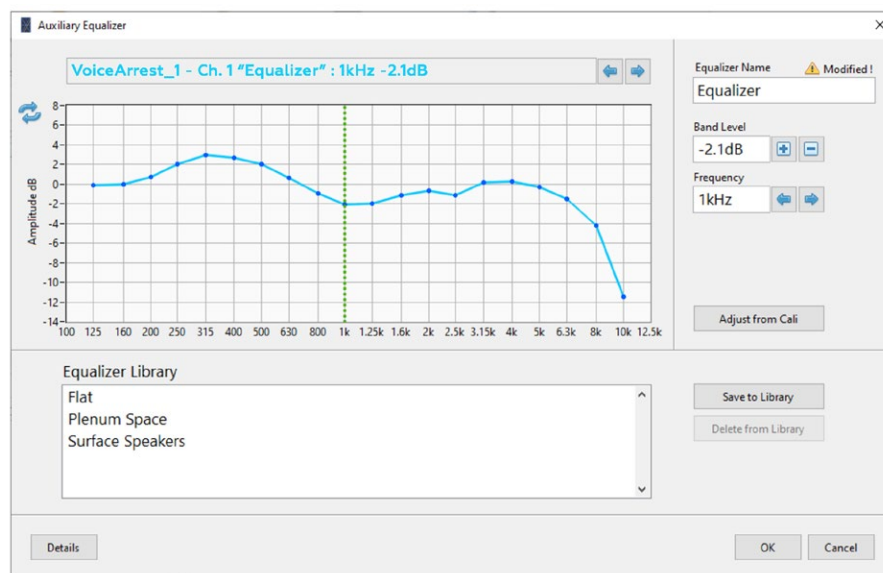 Auxiliary Equalizer
VoiceArrest_1 - Ch. 1 "Equalizer" : 1kHz -2.1dB
Amplitude dB
8
6
4
2
0
-2
-4
-6
-8
-10
-12
-14
100 125 160 200 250 315 400 500 630 800 1k 1.25k 1.6k 2k 2.5k 3.15k 4k 5k 6.3k 8k 10k 12.5k
Equalizer Name Modified !
Equalizer
Band Level
-2.1dB
Frequency
1kHz
Adjust from Cali
Equalizer Library
Flat
Plenum Space
Surface Speakers
Save to Library
Delete from Library
Details OK Cancel